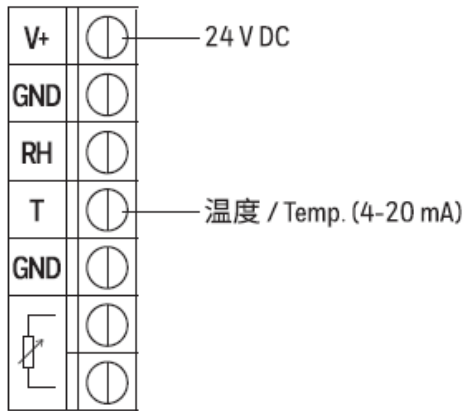 V+ 24 V DC
GND
RH
T 温度 / Temp. (4-20 mA)
GND